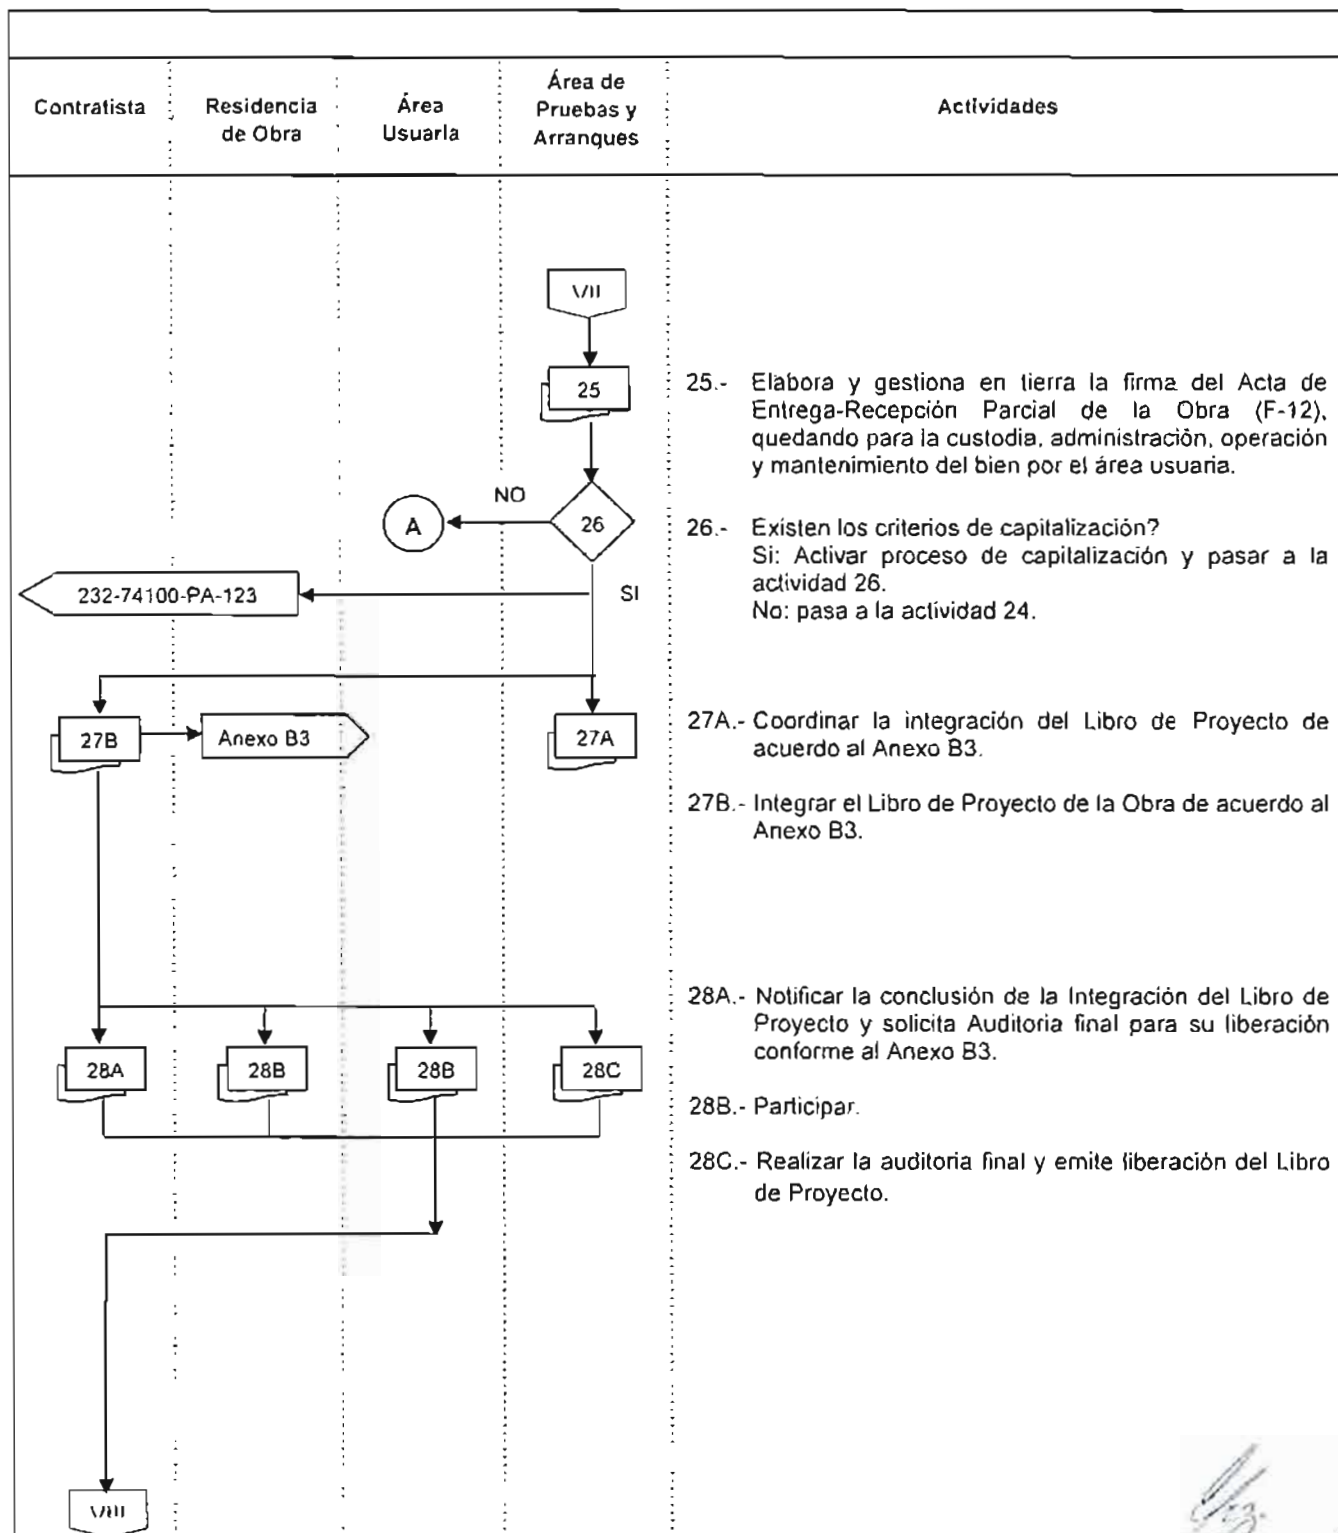 Contratista
Residencia
de Obra
Área
Usuaria
Área de
Pruebas y
Arranques
Actividades
VII
25
25.- Elabora y gestiona en tierra la firma del Acta de
Entrega-Recepción Parcial de la Obra (F-12),
quedando para la custodia, administración, operación
y mantenimiento del bien por el área usuaria.
NO
A
26
26.- Existen los criterios de capitalización?
Si: Activar proceso de capitalización y pasar a la
actividad 26.
No: pasa a la actividad 24.
232-74100-PA-123
SI
27B
Anexo B3
27A
27A.- Coordinar la integración del Libro de Proyecto de
acuerdo al Anexo B3.
27B.- Integrar el Libro de Proyecto de la Obra de acuerdo al
Anexo B3.
28A
28B
28B
28C
28A.- Notificar la conclusión de la Integración del Libro de
Proyecto y solicita Auditoria final para su liberación
conforme al Anexo B3.
28B.- Participar.
28C.- Realizar la auditoria final y emite liberación del Libro
de Proyecto.
VIII